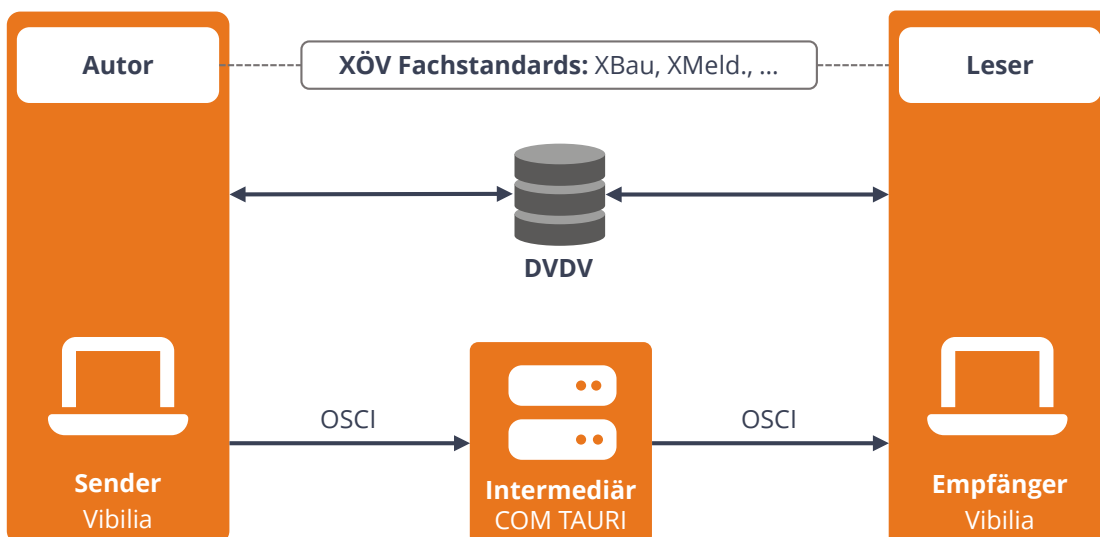 Autor
XÖV Fachstandards: XBau, XMeld., ...
Leser
DVDV
OSCI
OSCI
Sender
Vibilia
Intermediär
COM TAURI
Empfänger
Vibilia